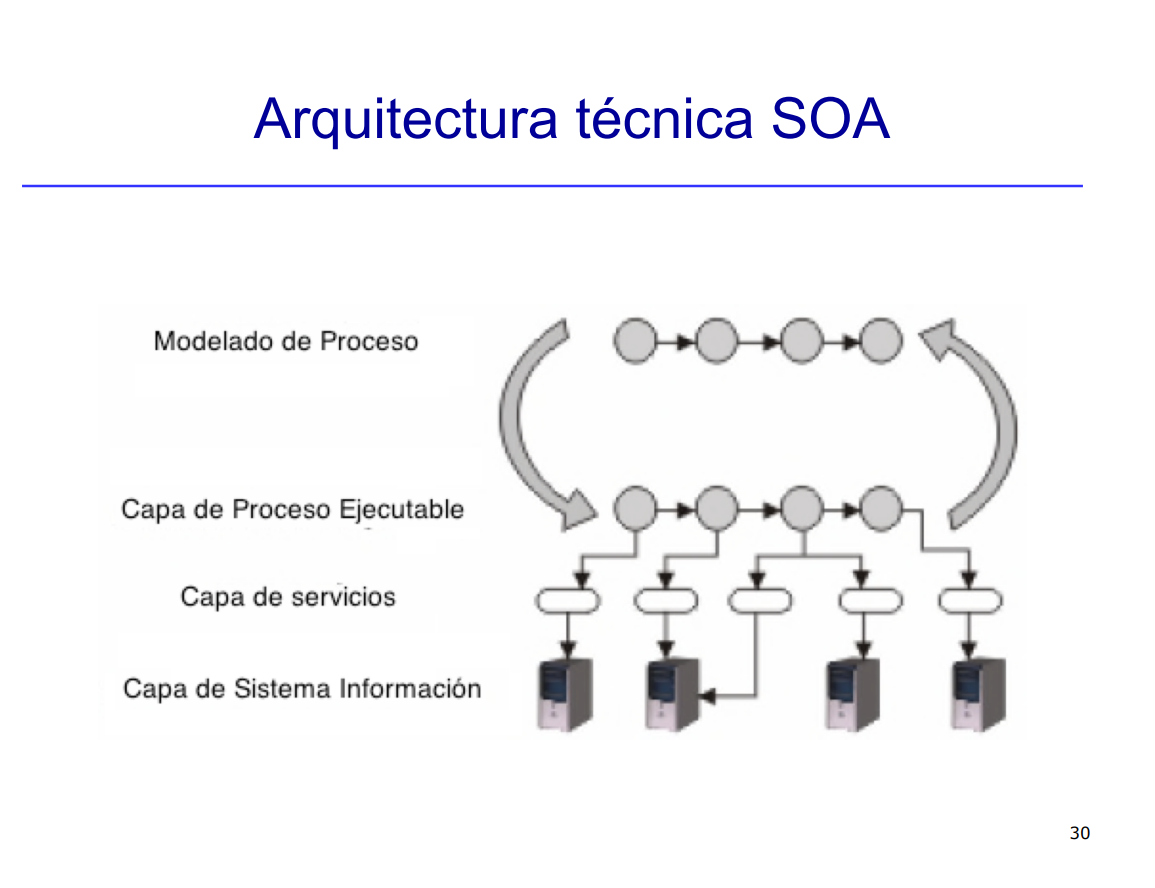 Arquitectura técnica SOA
Modelado de Proceso
Capa de Proceso Ejecutable
Capa de servicios
Capa de Sistema Información
30